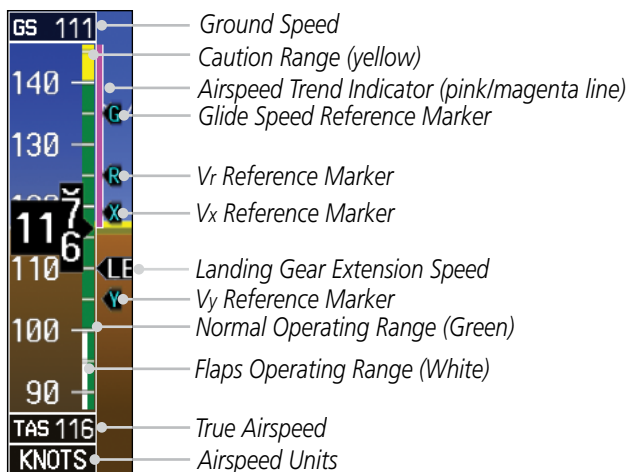 GS 111 Ground Speed
Caution Range (yellow)
140 Airspeed Trend Indicator (pink/magenta line)
G Glide Speed Reference Marker
130
R Vr Reference Marker
X Vx Reference Marker
11 7
6
110 LE Landing Gear Extension Speed
Y Vy Reference Marker
100 Normal Operating Range (Green)
Flaps Operating Range (White)
90
TAS 116 True Airspeed
KNOTS Airspeed Units